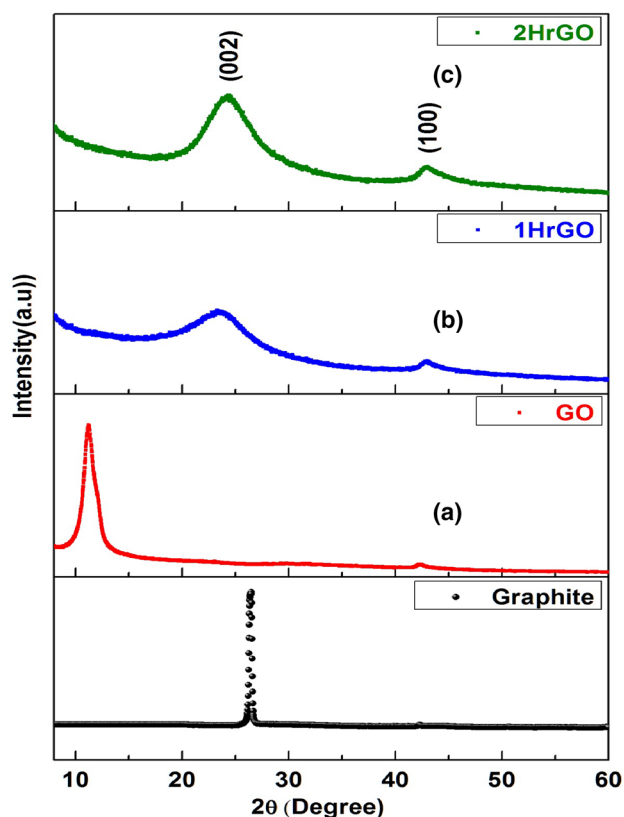 2HrGO
(002)
(c)
(100)
1HrGO
(b)
GO
(a)
Graphite
Intensity(a.u))
10 20 30 40 50 60
2θ (Degree)